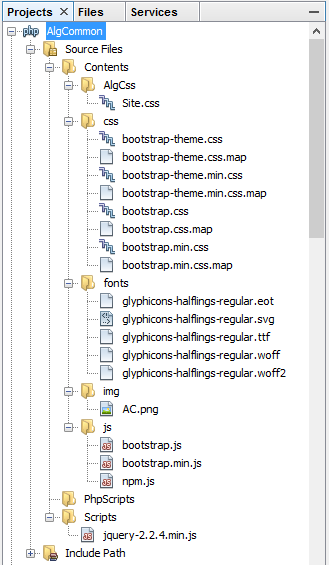 Projects × Files Services
php AlgCommon
Source Files
Contents
AlgCss
Site.css
css
bootstrap-theme.css
bootstrap-theme.css.map
bootstrap-theme.min.css
bootstrap-theme.min.css.map
bootstrap.css
bootstrap.css.map
bootstrap.min.css
bootstrap.min.css.map
fonts
glyphicons-halflings-regular.eot
glyphicons-halflings-regular.svg
glyphicons-halflings-regular.ttf
glyphicons-halflings-regular.woff
glyphicons-halflings-regular.woff2
img
AC.png
js
bootstrap.js
bootstrap.min.js
npm.js
PhpScripts
Scripts
jquery-2.2.4.min.js
Include Path